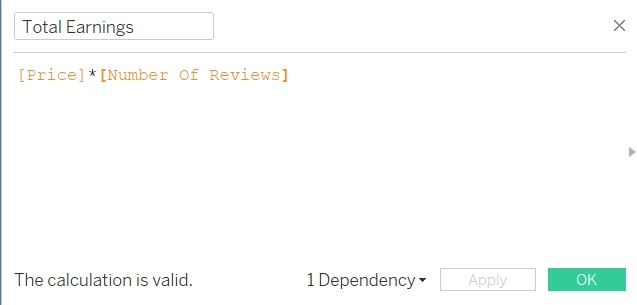 Total Earnings
[Price]*[Number Of Reviews]
The calculation is valid.
1 Dependency
Apply
OK